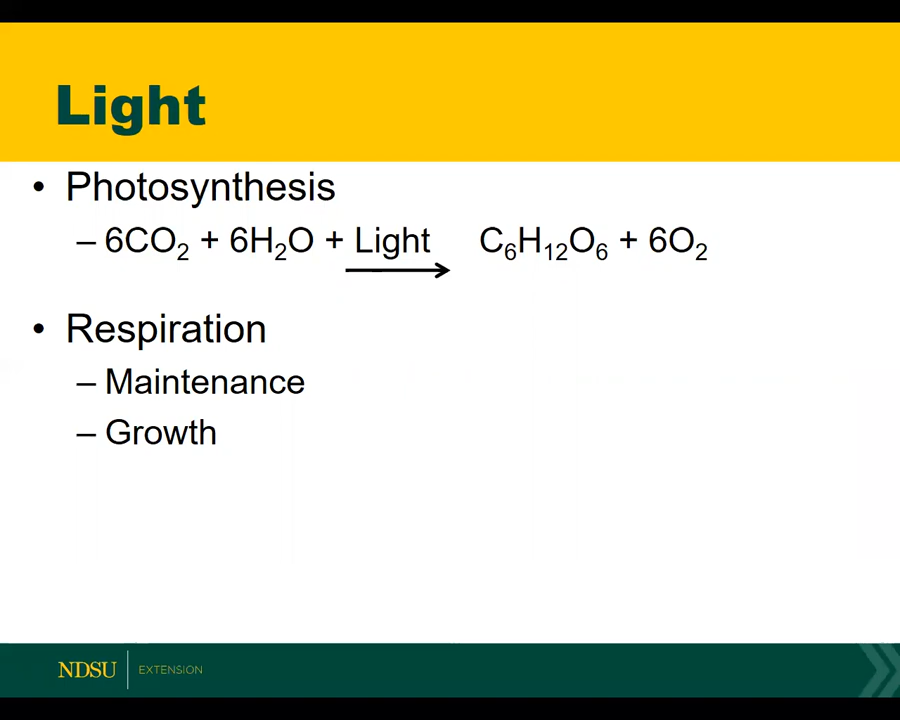 Light
• Photosynthesis
– 6CO₂ + 6H₂O + Light C₆H₁₂O₆ + 6O₂
• Respiration
– Maintenance
– Growth
NDSU EXTENSION